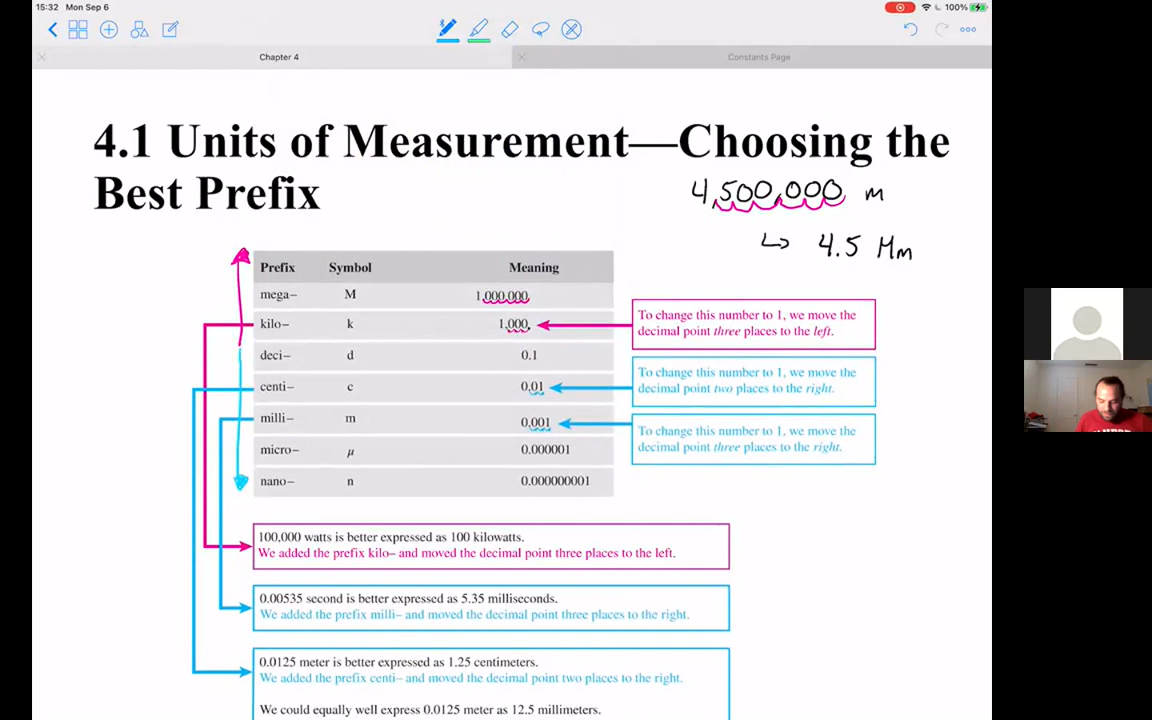 15:32 Mon Sep 6
100%
Chapter 4
Constants Page
4.1 Units of Measurement—Choosing the
Best Prefix
4,500,000 m
↳ 4.5 Mm
Prefix Symbol Meaning
mega– M 1,000,000.
kilo– k 1,000.
deci– d 0.1
centi– c 0.01
milli– m 0.001
micro– μ 0.000001
nano– n 0.000000001
To change this number to 1, we move the
decimal point three places to the left.
To change this number to 1, we move the
decimal point two places to the right.
To change this number to 1, we move the
decimal point three places to the right.
100,000 watts is better expressed as 100 kilowatts.
We added the prefix kilo– and moved the decimal point three places to the left.
0.00535 second is better expressed as 5.35 milliseconds.
We added the prefix milli– and moved the decimal point three places to the right.
0.0125 meter is better expressed as 1.25 centimeters.
We added the prefix centi– and moved the decimal point two places to the right.
We could equally well express 0.0125 meter as 12.5 millimeters.